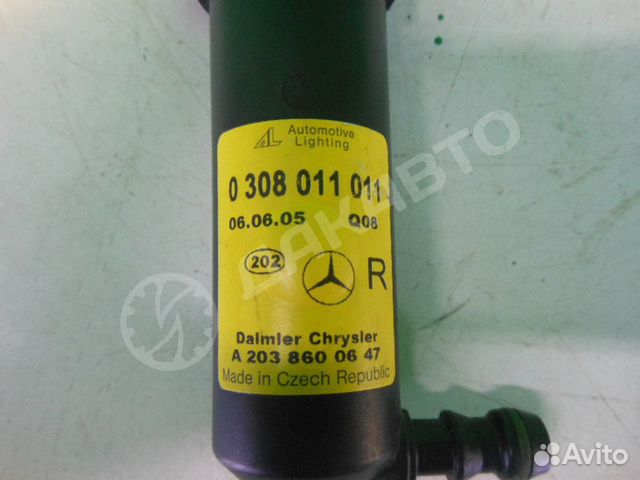 Automotive
Lighting
0 308 011 011
06.06.05 Q08
202
R
Daimler Chrysler
A 203 860 06 47
Made in Czech Republic
ДАКАВТО
Avito